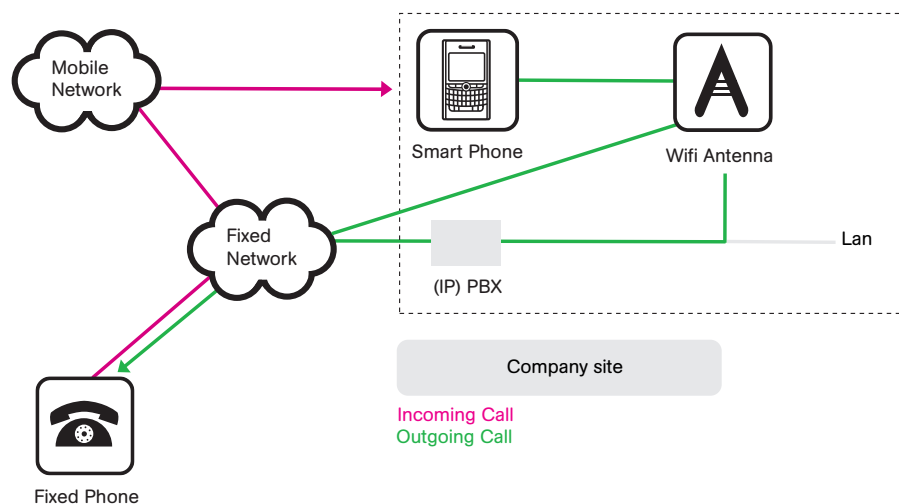 Mobile
Network
Smart Phone
Wifi Antenna
Fixed
Network
Lan
(IP) PBX
Company site
Incoming Call
Outgoing Call
Fixed Phone